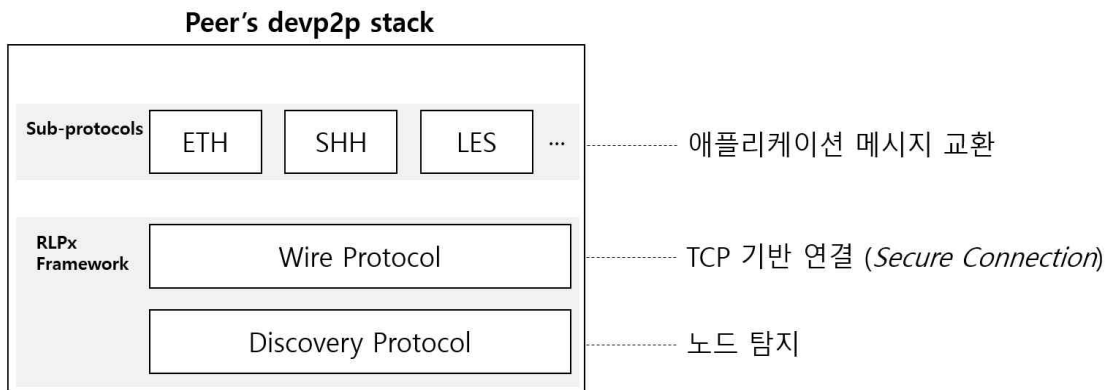 Peer's devp2p stack
Sub-protocols
ETH
SHH
LES
...
애플리케이션 메시지 교환
RLPx
Framework
Wire Protocol
TCP 기반 연결 (Secure Connection)
Discovery Protocol
노드 탐지